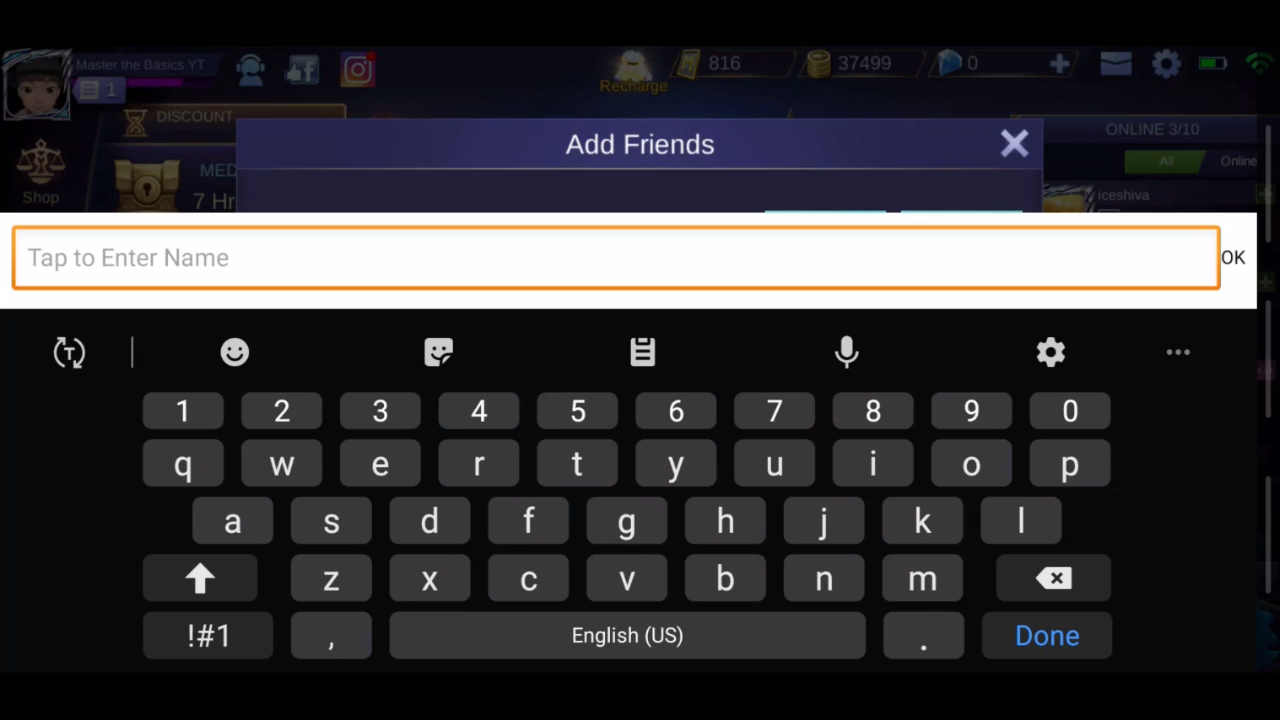 Master the Basics YT
1
Recharge
816
37499
0
DISCOUNT
Add Friends
ONLINE 3/10
All
Online
MED
7 Hr
Shop
iceshiva
Tap to Enter Name
OK
T
1 2 3 4 5 6 7 8 9 0
q w e r t y u i o p
a s d f g h j k l
z x c v b n m
!#1 , English (US) . Done